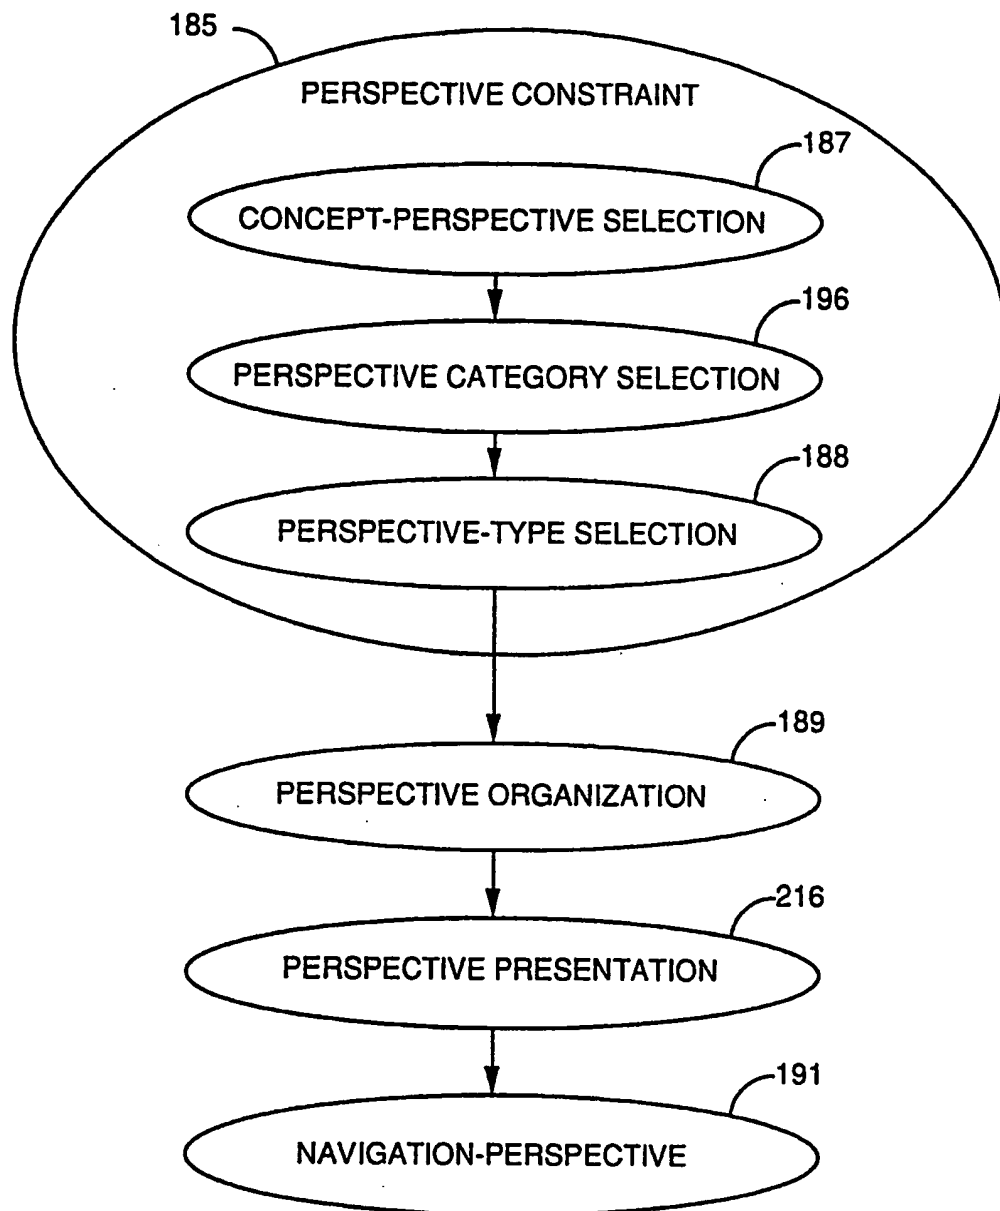 185
PERSPECTIVE CONSTRAINT
187
CONCEPT-PERSPECTIVE SELECTION
196
PERSPECTIVE CATEGORY SELECTION
188
PERSPECTIVE-TYPE SELECTION
189
PERSPECTIVE ORGANIZATION
216
PERSPECTIVE PRESENTATION
191
NAVIGATION-PERSPECTIVE